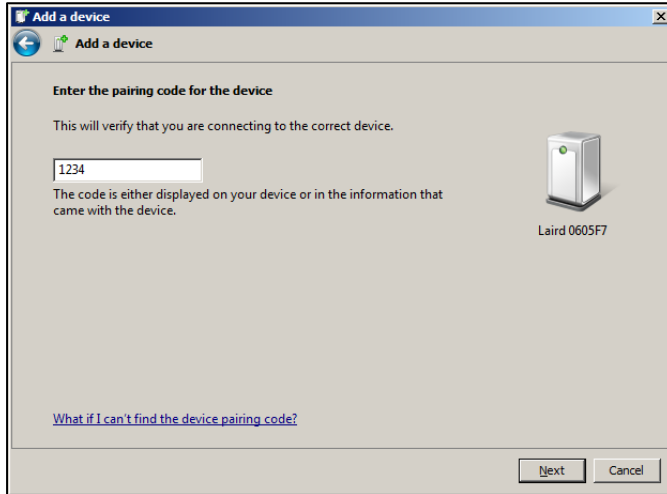 Add a device
Add a device
Enter the pairing code for the device
This will verify that you are connecting to the correct device.
1234
The code is either displayed on your device or in the information that
came with the device.
Laird 0605F7
What if I can't find the device pairing code?
Next
Cancel